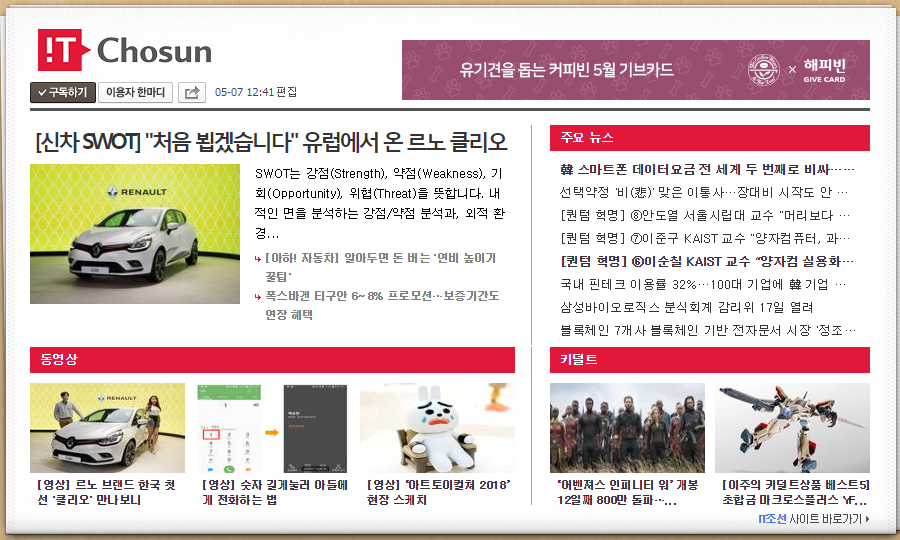 !T Chosun
유기견을 돕는 커피빈 5월 기브카드
× 해피빈
GIVE CARD
구독하기 이용자 한마디 05-07 12:41 편집
[신차 SWOT] "처음 뵙겠습니다" 유럽에서 온 르노 클리오
RENAULT
SWOT는 강점(Strength), 약점(Weakness), 기
회(Opportunity), 위협(Threat)을 뜻합니다. 내
적인 면을 분석하는 강점/약점 분석과, 외적 환
경...
[아하! 자동차] 알아두면 돈 버는 '연비 높이기
꿀팁'
폭스바겐 티구안 6~8% 프로모션…보증기간도
연장 혜택
주요 뉴스
韓 스마트폰 데이터요금 전 세계 두 번째로 비싸……
선택약정 '비(悲)' 맞은 이통사…장대비 시작도 안 …
[퀀텀 혁명] ⑧안도열 서울시립대 교수 "머리보다 …
[퀀텀 혁명] ⑦이준구 KAIST 교수 "양자컴퓨터, 과…
[퀀텀 혁명] ⑥이순칠 KAIST 교수 "양자컴 실용화…
국내 핀테크 이용률 32%…100대 기업에 韓 기업 …
삼성바이오로직스 분식회계 감리위 17일 열려
블록체인 7개사 블록체인 기반 전자문서 시장 '정조…
동영상
RENAULT
[영상] 르노 브랜드 한국 첫
선 '클리오' 만나보니
[영상] 숫자 길게눌러 아들에
게 전화하는 법
[영상] '아트토이컬쳐 2018'
현장 스케치
키덜트
'어벤져스 인피니티 워' 개봉
12일째 800만 돌파…...
[이주의 키덜트상품 베스트5]
초합금 마크로스플러스 YF...
IT조선 사이트 바로가기